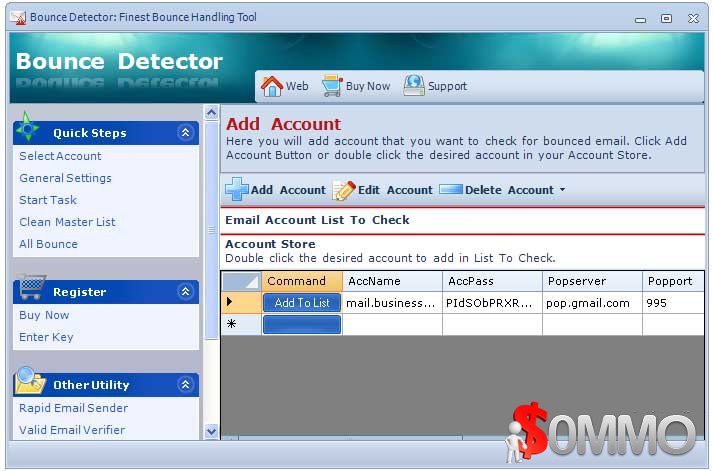 Bounce Detector: Finest Bounce Handling Tool
Bounce Detector
Web Buy Now Support
Quick Steps
Select Account
General Settings
Start Task
Clean Master List
All Bounce
Register
Buy Now
Enter Key
Other Utility
Rapid Email Sender
Valid Email Verifier
Add Account
Here you will add account that you want to check for bounced email. Click Add
Account Button or double click the desired account in your Account Store.
Add Account Edit Account Delete Account
Email Account List To Check
Account Store
Double click the desired account to add in List To Check.
Command AccName AccPass Popserver Popport
Add To List mail.business... PIdSObPRXR... pop.gmail.com 995
$0MMO